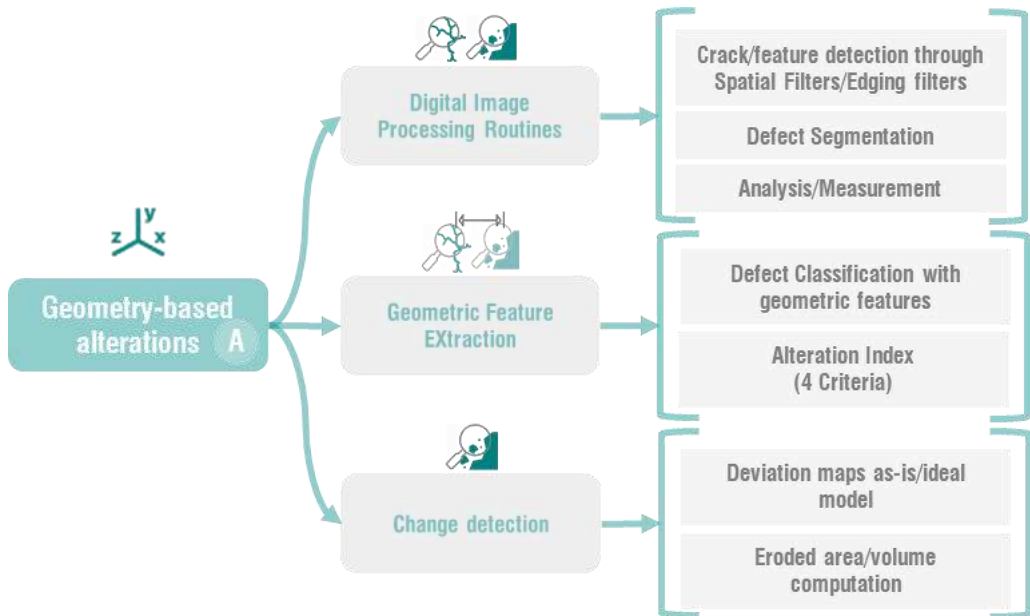 Digital Image
Processing Routines
Crack/feature detection through
Spatial Filters/Edging filters
Defect Segmentation
Analysis/Measurement
y
z x
Geometry-based
alterations A
Geometric Feature
EXtraction
Defect Classification with
geometric features
Alteration Index
(4 Criteria)
Change detection
Deviation maps as-is/ideal
model
Eroded area/volume
computation